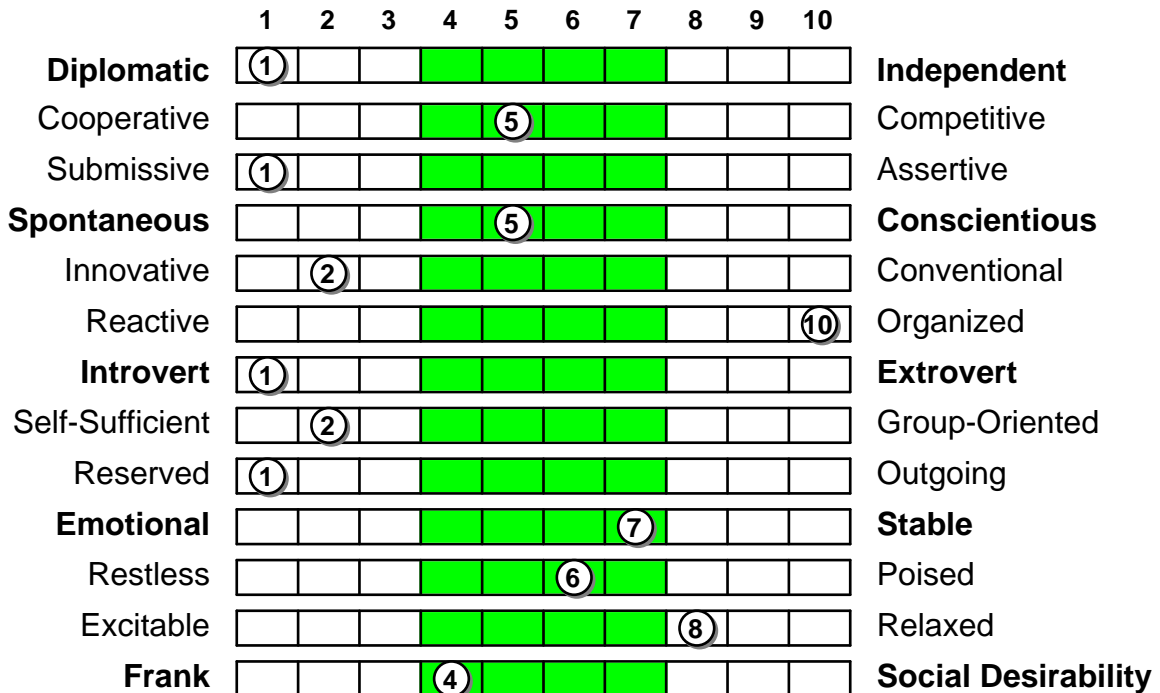 1 2 3 4 5 6 7 8 9 10
Diplomatic 1 Independent
Cooperative 5 Competitive
Submissive 1 Assertive
Spontaneous 5 Conscientious
Innovative 2 Conventional
Reactive 10 Organized
Introvert 1 Extrovert
Self-Sufficient 2 Group-Oriented
Reserved 1 Outgoing
Emotional 7 Stable
Restless 6 Poised
Excitable 8 Relaxed
Frank 4 Social Desirability